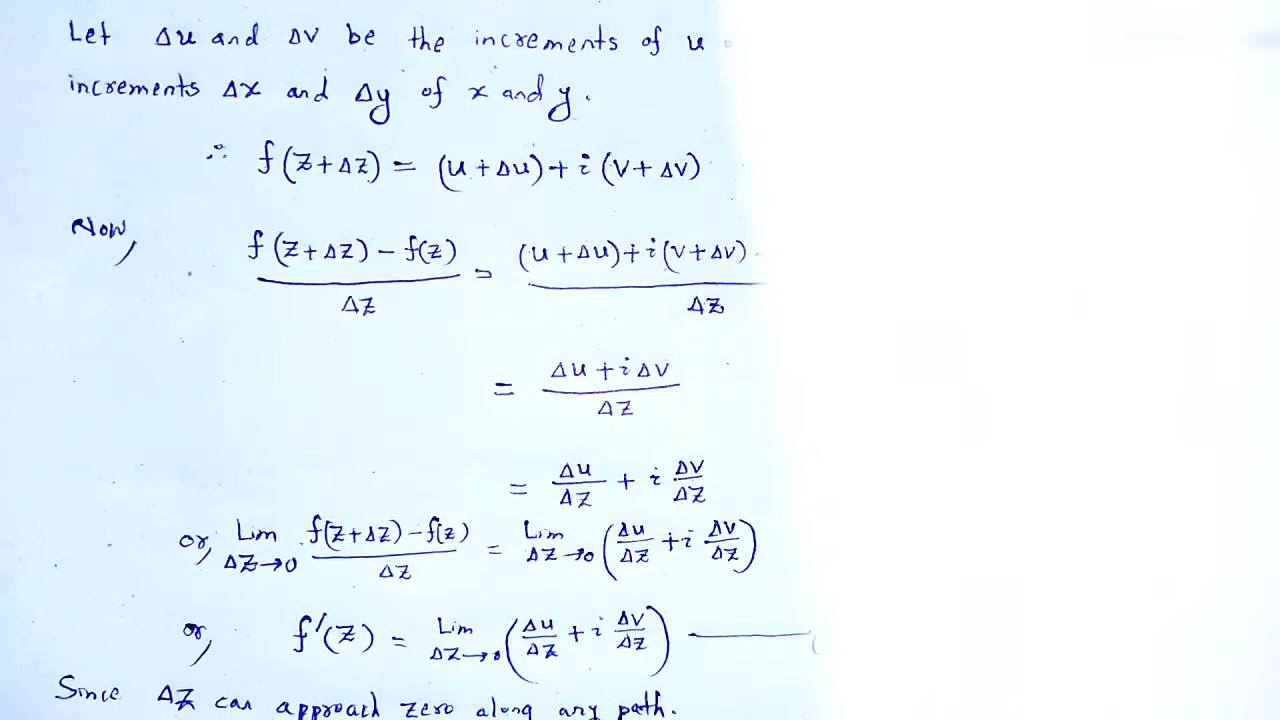 Let Δu and Δv be the increments of u
increments Δx and Δy of x and y.
∴ f(z+Δz) = (u+Δu)+i(v+Δv)
Now, (f(z+Δz)-f(z))/Δz = ((u+Δu)+i(v+Δv)/Δz
= (Δu+iΔv)/Δz
= Δu/Δz + i Δv/Δz
or, Lim Δz→0 (f(z+Δz)-f(z))/Δz = Lim Δz→0 (Δu/Δz +i Δv/Δz)
or, f'(z) = Lim Δz→0 (Δu/Δz + i Δv/Δz) —
Since Δz can approach zero along any path.